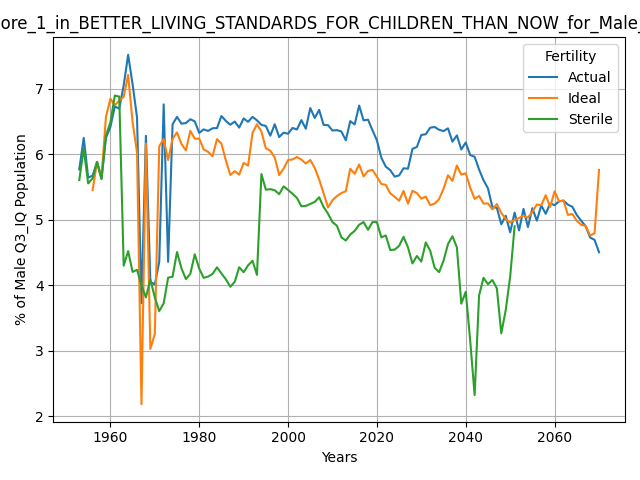 ore_1_in_BETTER_LIVING_STANDARDS_FOR_CHILDREN_THAN_NOW_for_Male_
Fertility
Actual
Ideal
Sterile
% of Male Q3_IQ Population
7
6
5
4
3
2
1960 1980 2000 2020 2040 2060
Years